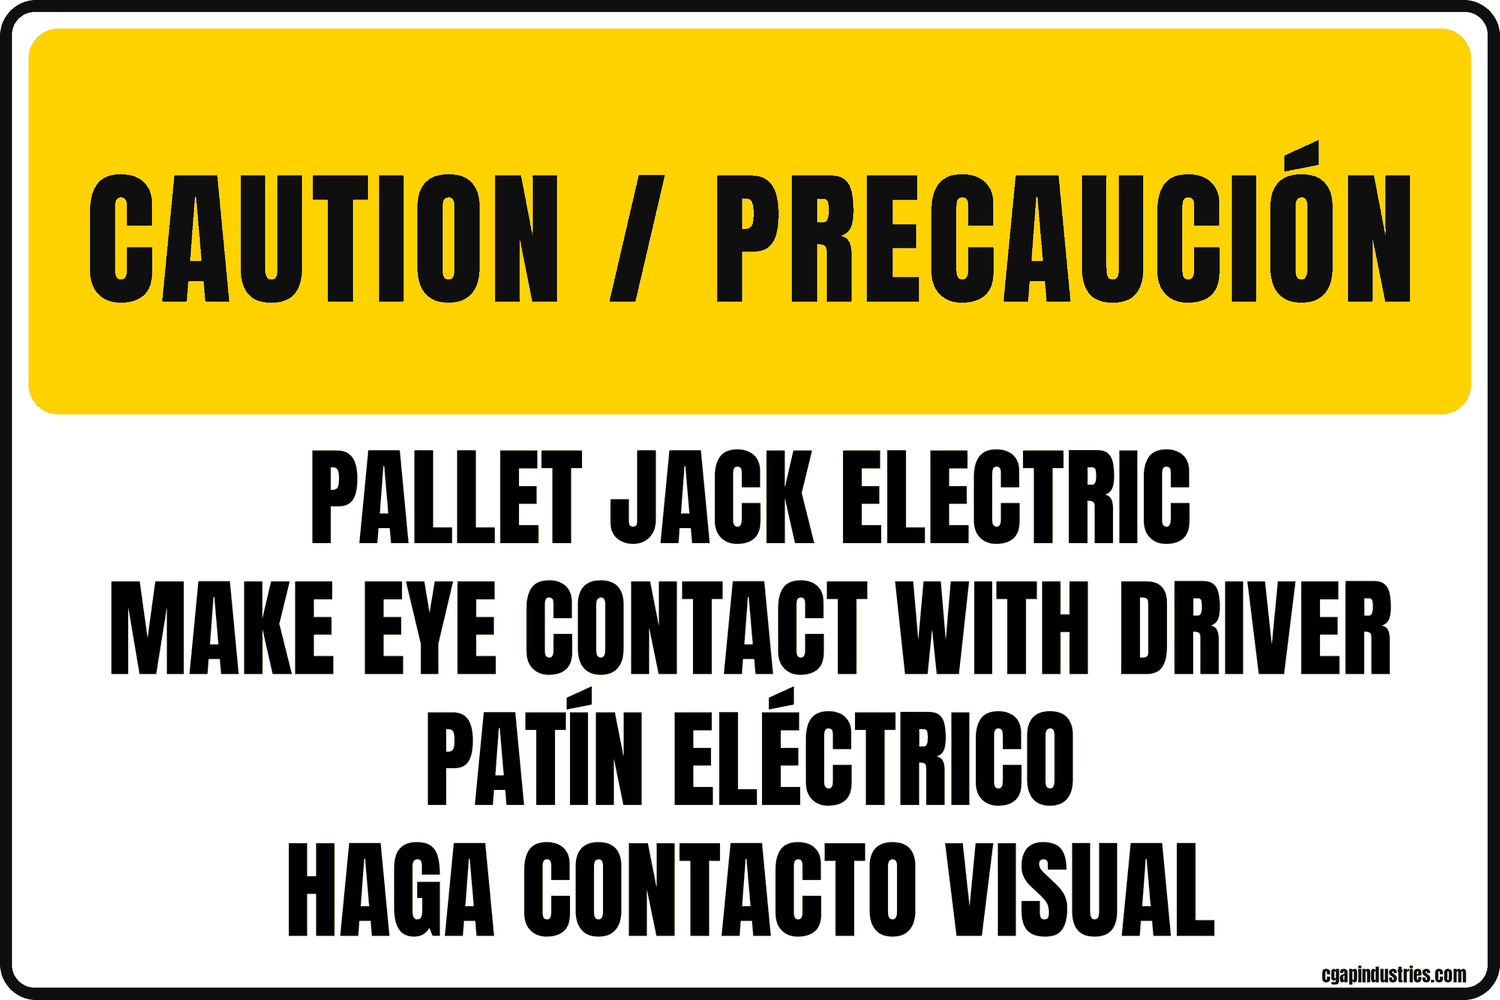 CAUTION / PRECAUCIÓN
PALLET JACK ELECTRIC
MAKE EYE CONTACT WITH DRIVER
PATÍN ELÉCTRICO
HAGA CONTACTO VISUAL
cgapindustries.com